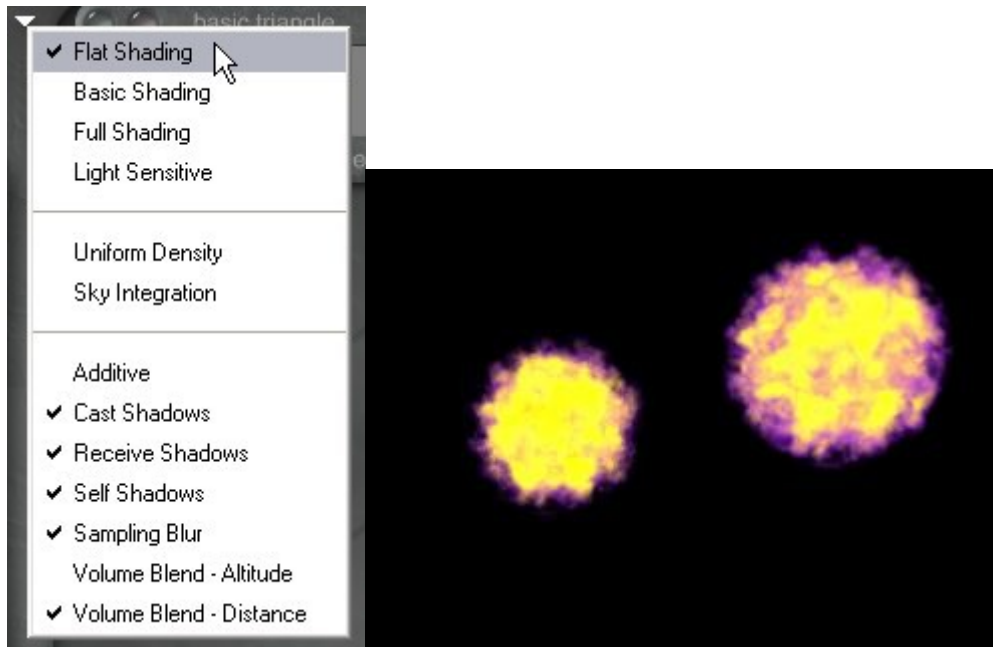 basic triangle
Flat Shading
Basic Shading
Full Shading
Light Sensitive
Uniform Density
Sky Integration
Additive
Cast Shadows
Receive Shadows
Self Shadows
Sampling Blur
Volume Blend - Altitude
Volume Blend - Distance